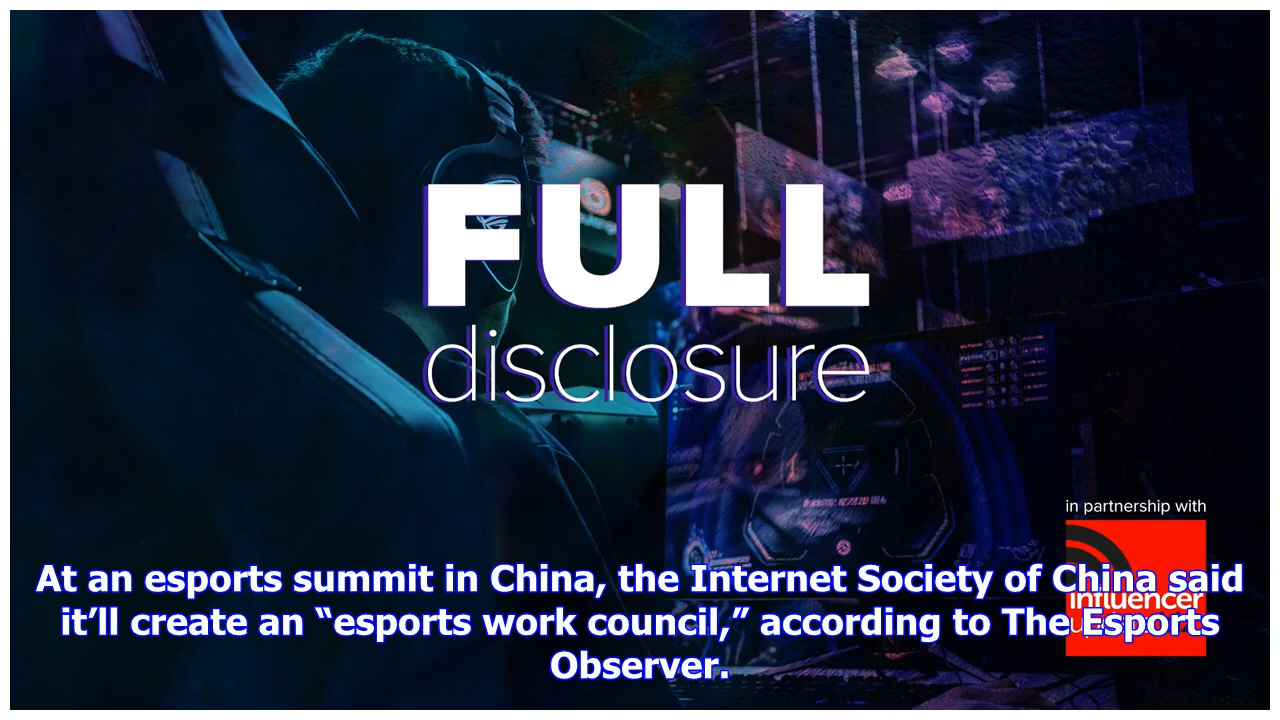 FULL
disclosure
in partnership with
influencer
At an esports summit in China, the Internet Society of China said
it’ll create an “esports work council,” according to The Esports
Observer.